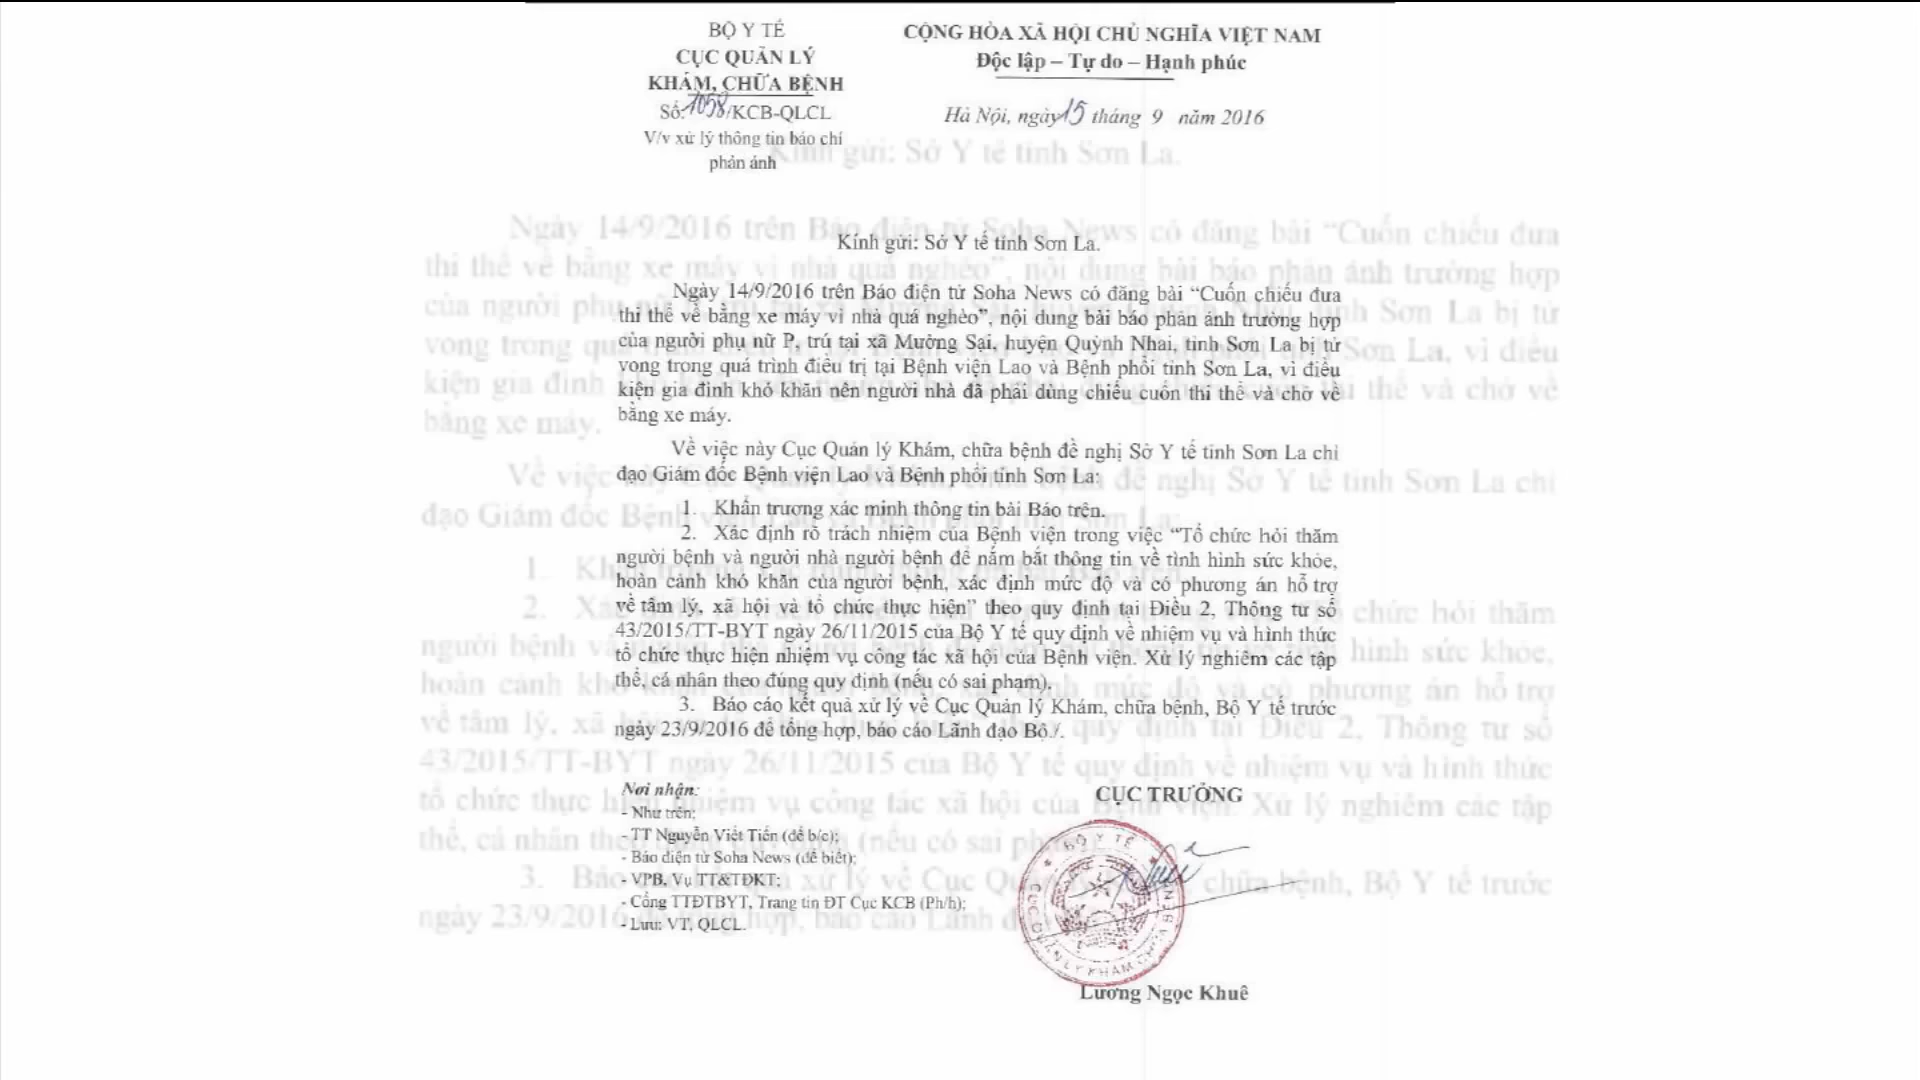 BỘ Y TẾ
CỤC QUẢN LÝ
KHÁM, CHỮA BỆNH
Số: 1058/KCB-QLCL
V/v xử lý thông tin báo chí
phản ánh
CỘNG HÒA XÃ HỘI CHỦ NGHĨA VIỆT NAM
Độc lập – Tự do – Hạnh phúc
Hà Nội, ngày 15 tháng 9 năm 2016
Kính gửi: Sở Y tế tỉnh Sơn La.
Ngày 14/9/2016 trên Báo điện tử Soha News có đăng bài “Cuốn chiếu đưa
thi thể về bằng xe máy vì nhà quá nghèo”, nội dung bài báo phản ánh trường hợp
của người phụ nữ P, trú tại xã Mường Sại, huyện Quỳnh Nhai, tỉnh Sơn La bị tử
vong trong quá trình điều trị tại Bệnh viện Lao và Bệnh phổi tỉnh Sơn La, vì điều
kiện gia đình khó khăn nên người nhà đã phải dùng chiếu cuốn thi thể và chở về
bằng xe máy.
Về việc này Cục Quản lý Khám, chữa bệnh đề nghị Sở Y tế tỉnh Sơn La chỉ
đạo Giám đốc Bệnh viện Lao và Bệnh phổi tỉnh Sơn La:
1. Khẩn trương xác minh thông tin bài Báo trên.
2. Xác định rõ trách nhiệm của Bệnh viện trong việc “Tổ chức hỏi thăm
người bệnh và người nhà người bệnh để nắm bắt thông tin về tình hình sức khỏe,
hoàn cảnh khó khăn của người bệnh, xác định mức độ và có phương án hỗ trợ
về tâm lý, xã hội và tổ chức thực hiện” theo quy định tại Điều 2, Thông tư số
43/2015/TT-BYT ngày 26/11/2015 của Bộ Y tế quy định về nhiệm vụ và hình thức
tổ chức thực hiện nhiệm vụ công tác xã hội của Bệnh viện. Xử lý nghiêm các tập
thể, cá nhân theo đúng quy định (nếu có sai phạm).
3. Báo cáo kết quả xử lý về Cục Quản lý Khám, chữa bệnh, Bộ Y tế trước
ngày 23/9/2016 để tổng hợp, báo cáo Lãnh đạo Bộ./.
Nơi nhận:
- Như trên;
- TT Nguyễn Viết Tiến (để b/c);
- Báo điện tử Soha News (để biết);
- VPB, Vụ TT&TĐKT;
- Cổng TTĐTBYT, Trang tin ĐT Cục KCB (Ph/h);
- Lưu: VT, QLCL.
CỤC TRƯỞNG
BỘ Y TẾ
CỤC QUẢN LÝ KHÁM CHỮA BỆNH
Lương Ngọc Khuê